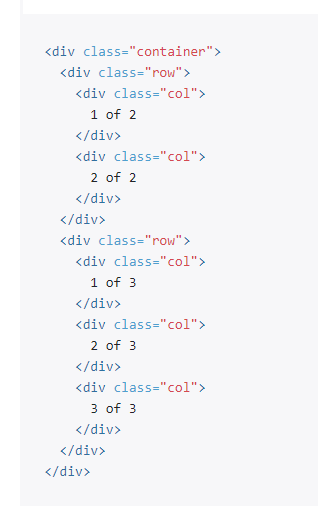 <div class="container">
  <div class="row">
    <div class="col">
      1 of 2
    </div>
    <div class="col">
      2 of 2
    </div>
  </div>
  <div class="row">
    <div class="col">
      1 of 3
    </div>
    <div class="col">
      2 of 3
    </div>
    <div class="col">
      3 of 3
    </div>
  </div>
</div>